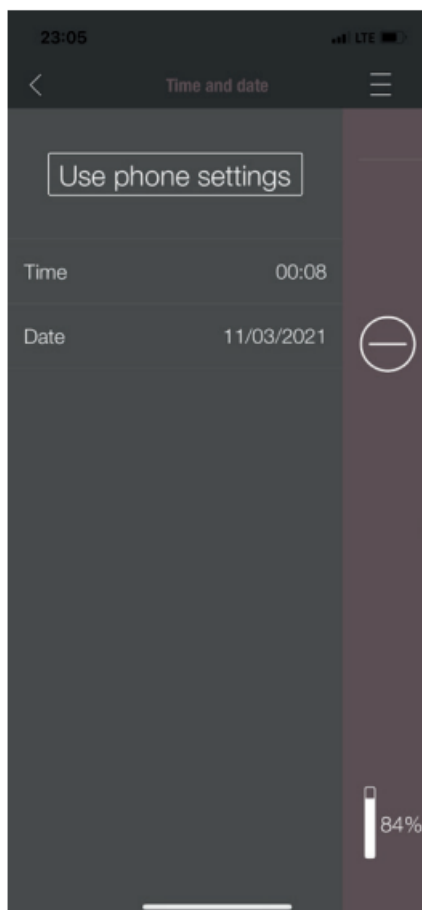 23:05 LTE
Time and date
Use phone settings
Time 00:08
Date 11/03/2021
84%